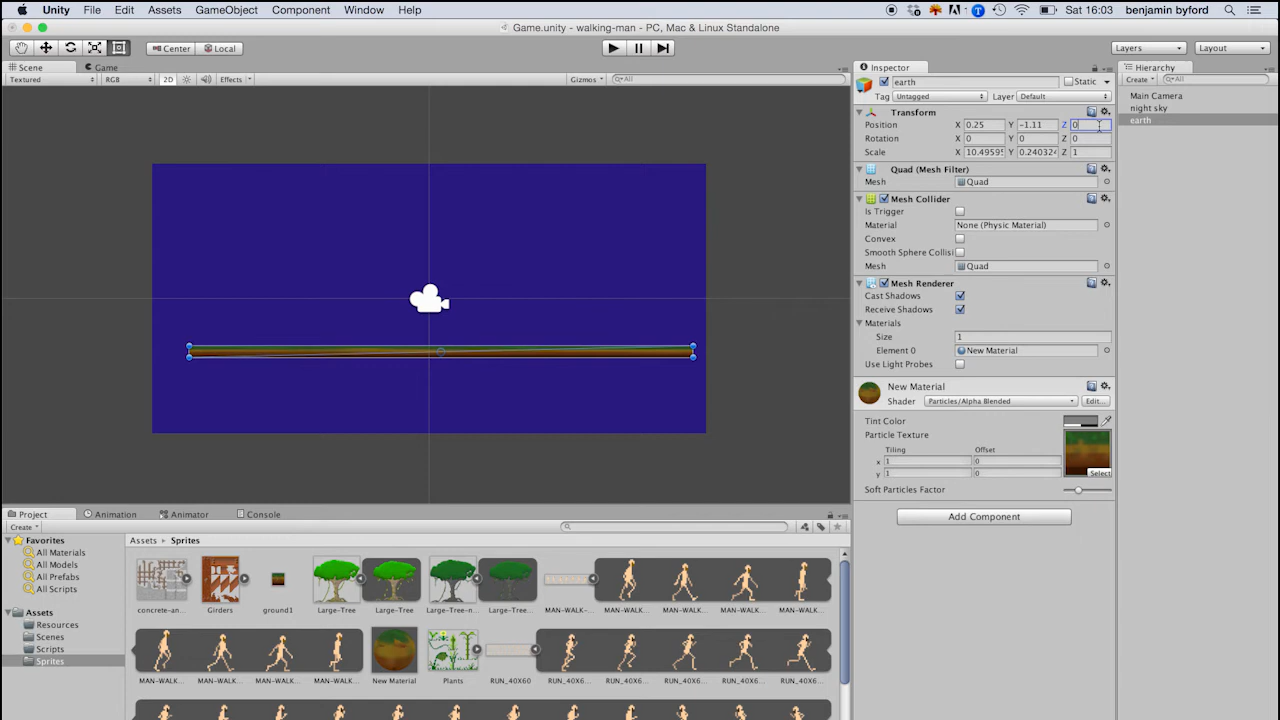 Unity File Edit Assets GameObject Component Window Help Sat 16:03 benjamin byford
Game.unity - walking-man - PC, Mac & Linux Standalone
Center Local Layers Layout
Scene Game Inspector Hierarchy
Textured RGB 2D Effects Gizmos All earth Static Create All
Tag Untagged Layer Default Main Camera
Transform night sky
Position X 0.25 Y -1.11 Z 0 earth
Rotation X 0 Y 0 Z 0
Scale X 10.4959 Y 0.240324 Z 1
Quad (Mesh Filter)
Mesh Quad
Mesh Collider
Is Trigger
Material None (Physic Material)
Convex
Smooth Sphere Collisi
Mesh Quad
Mesh Renderer
Cast Shadows
Receive Shadows
Materials
Size 1
Element 0 New Material
Use Light Probes
New Material
Shader Particles/Alpha Blended Edit...
Tint Color
Particle Texture
Tiling Offset
x 1 0
y 1 0 Select
Soft Particles Factor
Add Component
Project Animation Animator Console
Create
Favorites Assets ▸ Sprites
All Materials
All Models
All Prefabs
All Scripts
concrete-an... Girders ground1 Large-Tree Large-Tree Large-Tree-n... Large-Tree... MAN-WALK-... MAN-WALK... MAN-WALK... MAN-WALK... MAN-WALK...
Assets
Resources
Scenes
Scripts
Sprites
MAN-WALK... MAN-WALK... MAN-WALK... MAN-WALK... New Material Plants RUN_40X60 RUN_40X6... RUN_40X6... RUN_40X6... RUN_40X6... RUN_40X6...